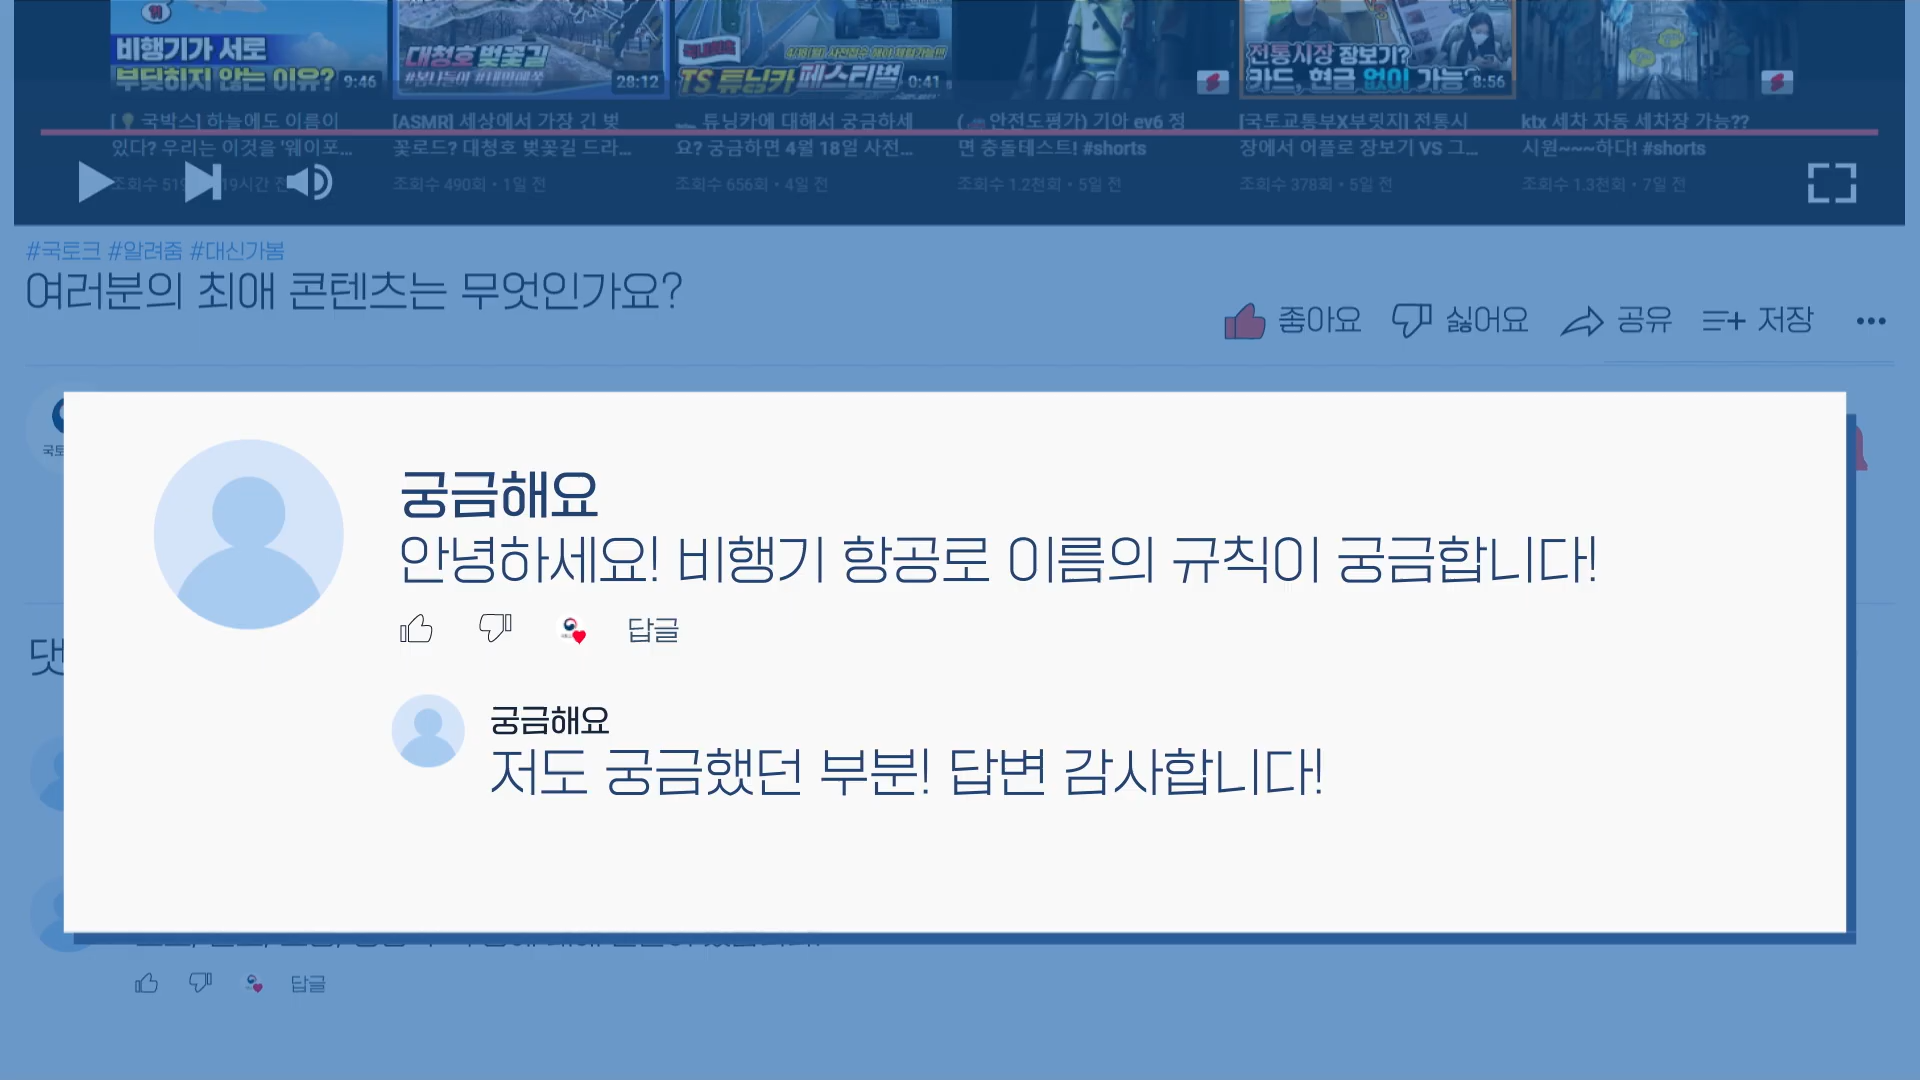 비행기가 서로
부딪히지 않는 이유?
9:46
대청호 벚꽃길
#봄나들이 #내맘에쏙
28:12
TS 튜닝카 페스티벌
0:41
전통시장 장보기?
카드, 현금 없이 가능?
8:56
[💡국박스] 하늘에도 이름이
있다? 우리는 이것을 '웨이포...
[ASMR] 세상에서 가장 긴 벚
꽃로드? 대청호 벚꽃길 드라...
조회수 490회 • 1일 전
튜닝카에 대해서 궁금하세
요? 궁금하면 4월 18일 사전...
조회수 656회 • 4일 전
(🚗안전도평가) 기아 ev6 정
면 충돌테스트! #shorts
조회수 1.2천회 • 5일 전
[국토교통부X부릿지] 전통시
장에서 어플로 장보기 VS 그...
조회수 378회 • 5일 전
ktx 세차 자동 세차장 가능??
시원~~~하다! #shorts
조회수 1.3천회 • 7일 전
#국토크 #알려줌 #대신가봄
여러분의 최애 콘텐츠는 무엇인가요?
좋아요 싫어요 공유 저장
궁금해요
안녕하세요! 비행기 항공로 이름의 규칙이 궁금합니다!
답글
궁금해요
저도 궁금했던 부분! 답변 감사합니다!
답글